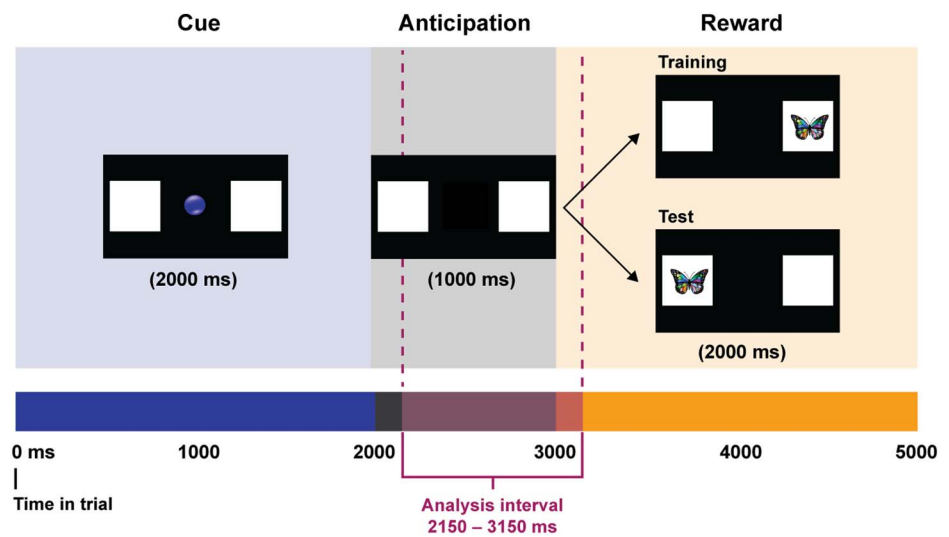 Cue
Anticipation
Reward
Training
Test
(2000 ms)
(1000 ms)
(2000 ms)
0 ms
1000
2000
3000
4000
5000
Time in trial
Analysis interval
2150 – 3150 ms